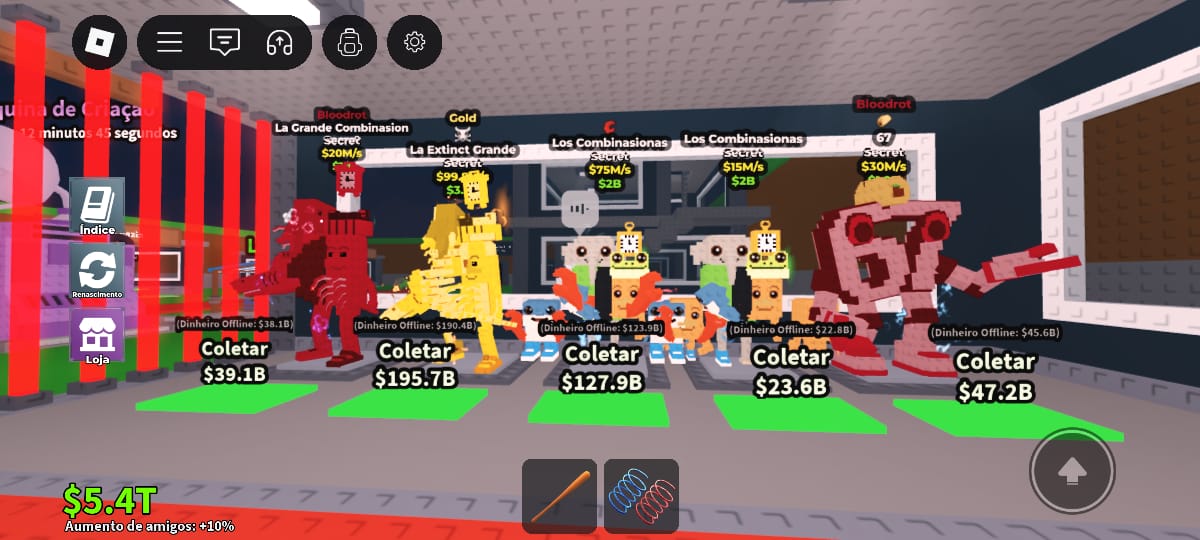 quina de Criação
12 minutos 45 segundos
Índice
Renascimento
Loja
Bloodrot
La Grande Combinasion
Secret
$20M/s
Gold
La Extinct Grande
Secret
Los Combinasionas
Secret
$75M/s
$2B
Los Combinasionas
Secret
$15M/s
$2B
Bloodrot
67
Secret
$30M/s
67
(Dinheiro Offline: $38.1B)
Coletar
$39.1B
(Dinheiro Offline: $190.4B)
Coletar
$195.7B
(Dinheiro Offline: $123.9B)
Coletar
$127.9B
(Dinheiro Offline: $22.8B)
Coletar
$23.6B
(Dinheiro Offline: $45.6B)
Coletar
$47.2B
$5.4T
Aumento de amigos: +10%